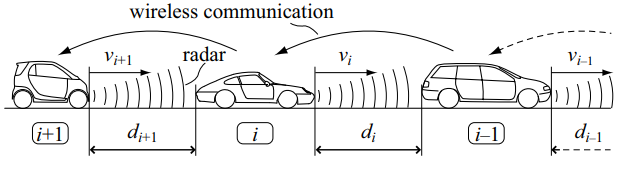 wireless communication
v_{i+1} radar v_i v_{i-1}
i+1 d_{i+1} i d_i i–1 d_{i-1}